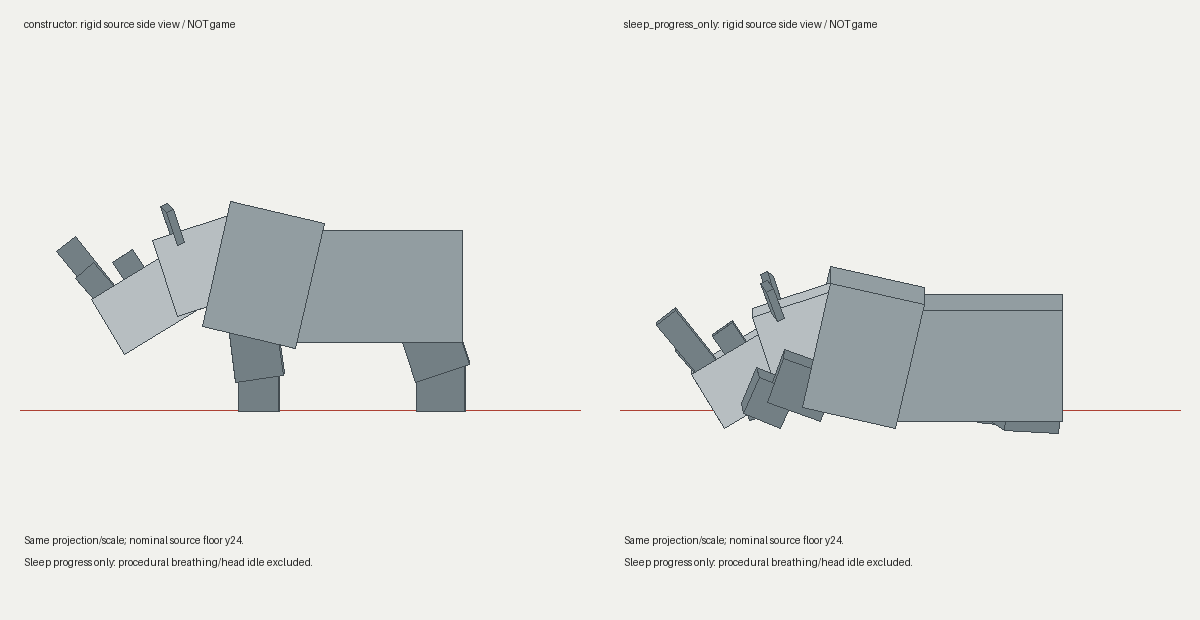 constructor: rigid source side view / NOT game
sleep_progress_only: rigid source side view / NOT game
Same projection/scale; nominal source floor y24.
Sleep progress only: procedural breathing/head idle excluded.
Same projection/scale; nominal source floor y24.
Sleep progress only: procedural breathing/head idle excluded.